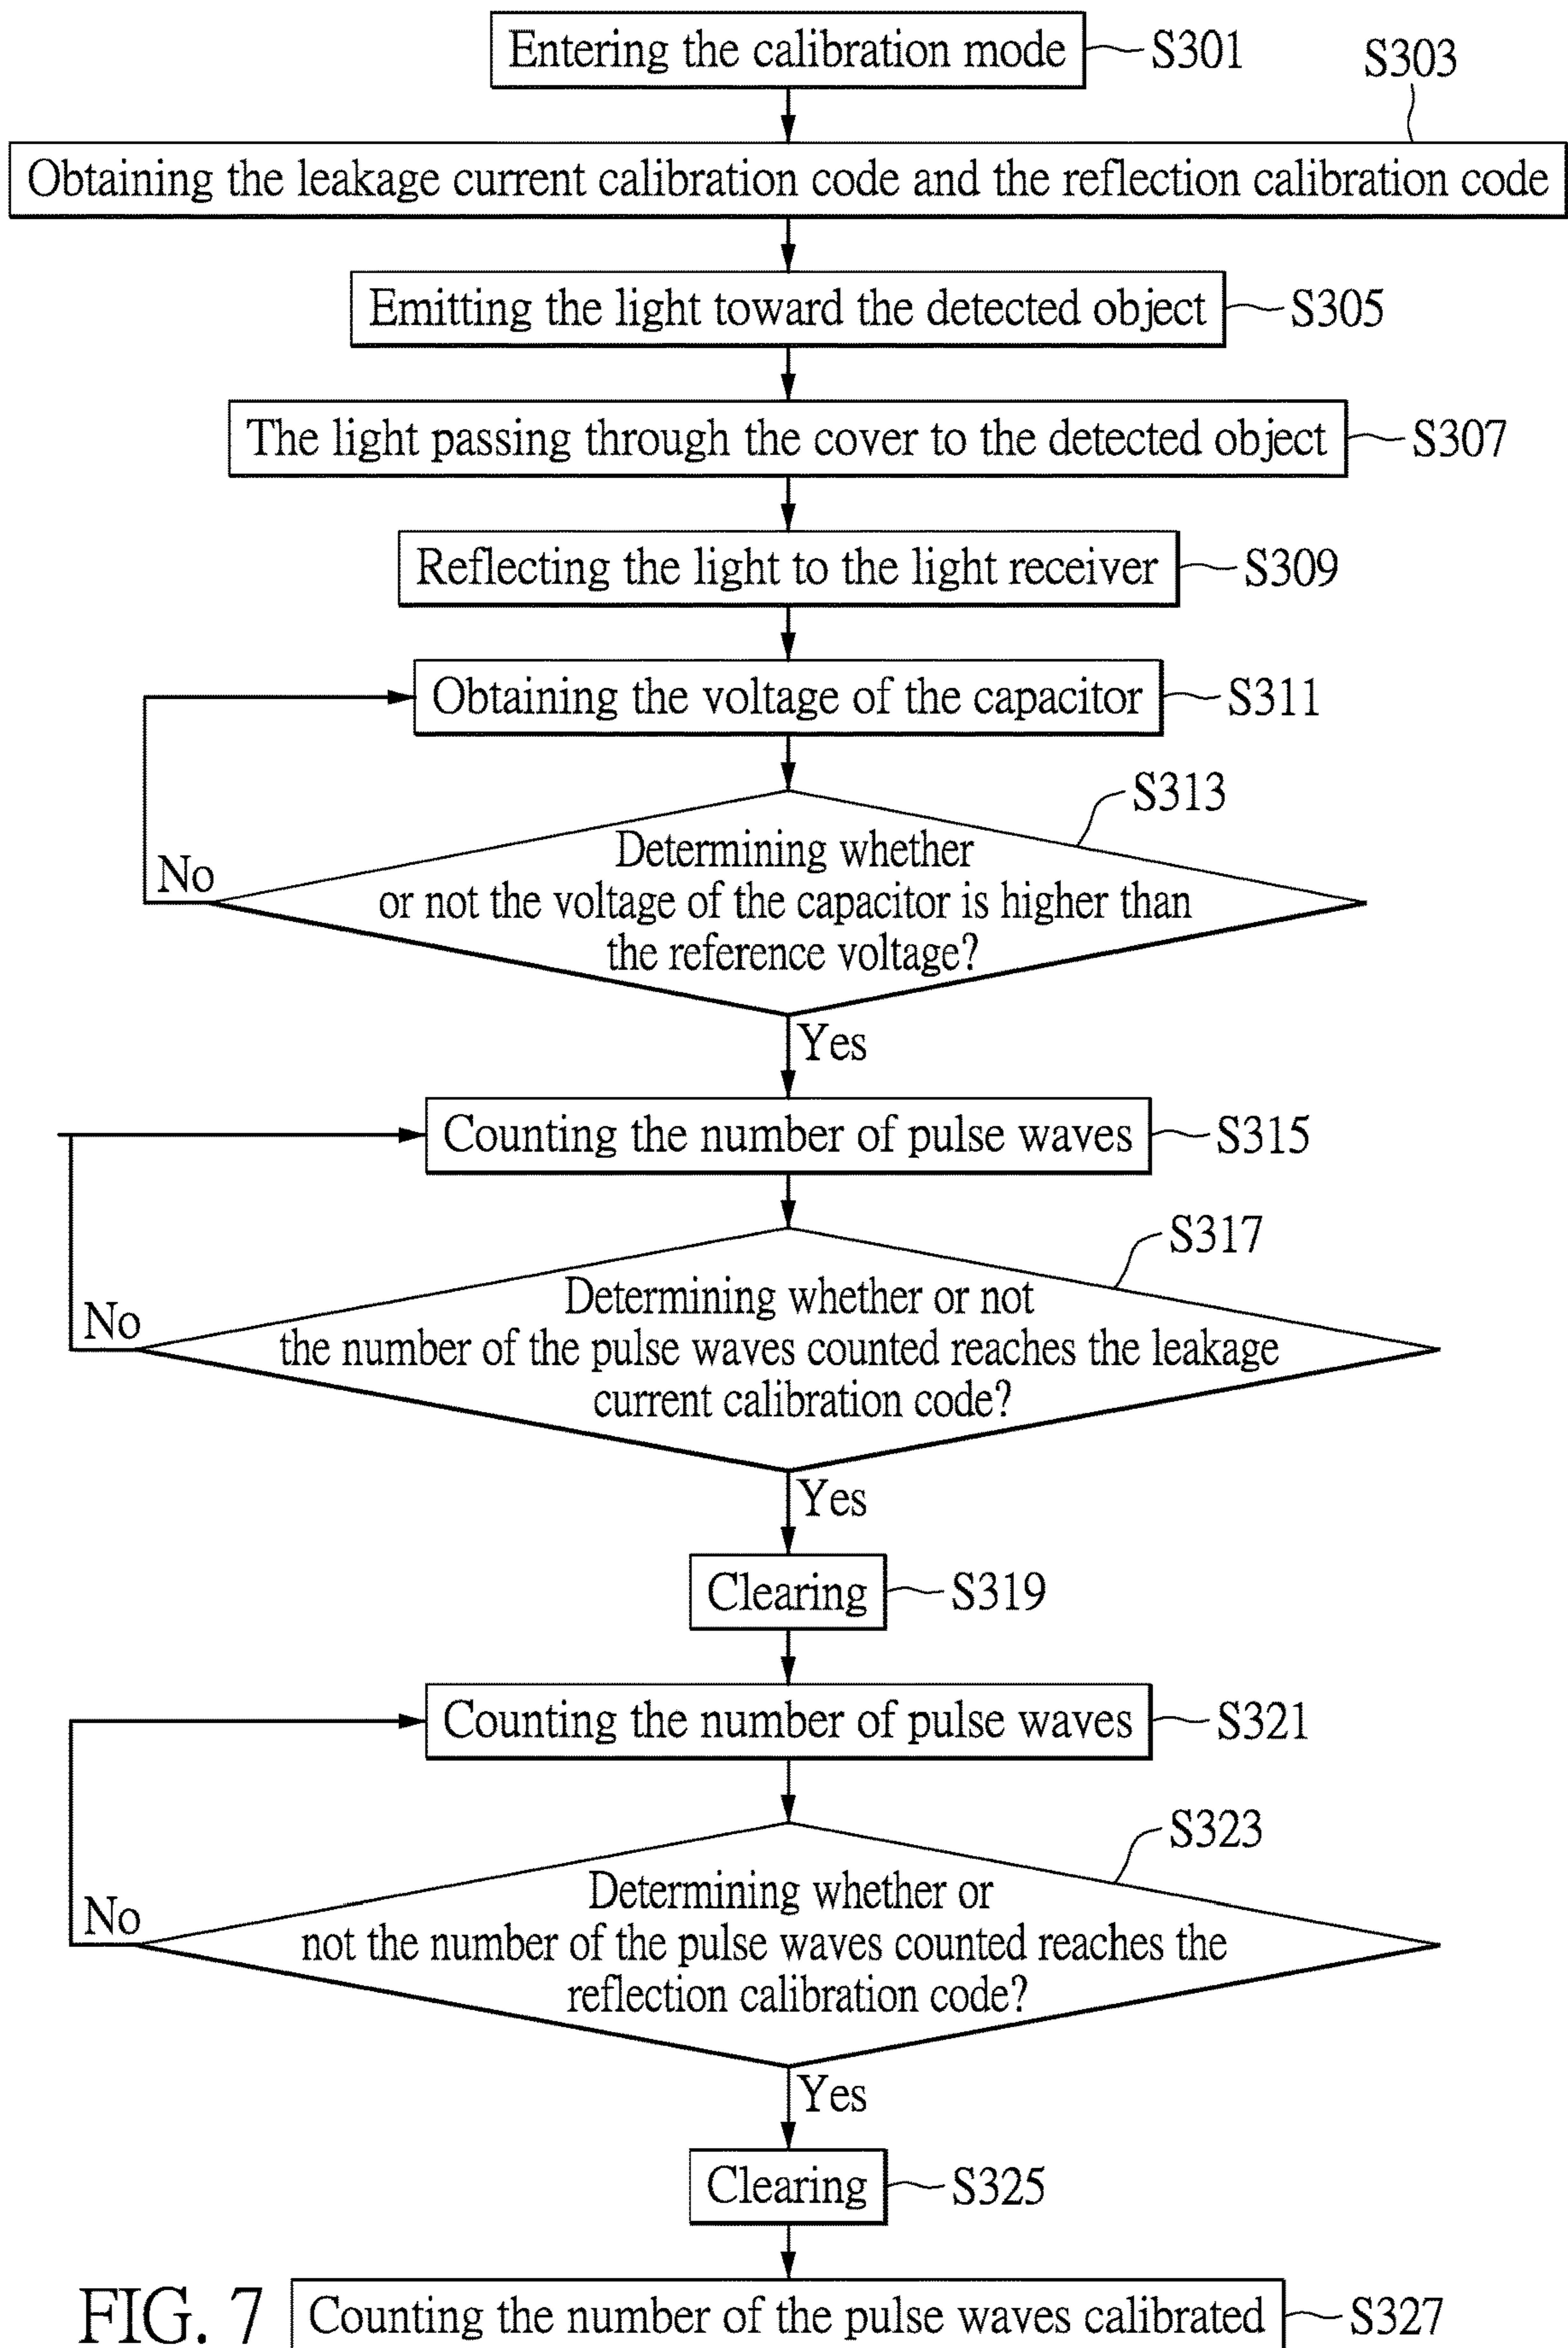 Entering the calibration mode S301
S303
Obtaining the leakage current calibration code and the reflection calibration code
Emitting the light toward the detected object S305
The light passing through the cover to the detected object S307
Reflecting the light to the light receiver S309
Obtaining the voltage of the capacitor S311
S313
Determining whether
or not the voltage of the capacitor is higher than
the reference voltage?
No
Yes
Counting the number of pulse waves S315
S317
Determining whether or not
the number of the pulse waves counted reaches the leakage
current calibration code?
No
Yes
Clearing S319
Counting the number of pulse waves S321
S323
Determining whether or
not the number of the pulse waves counted reaches the
reflection calibration code?
No
Yes
Clearing S325
FIG. 7 Counting the number of the pulse waves calibrated S327